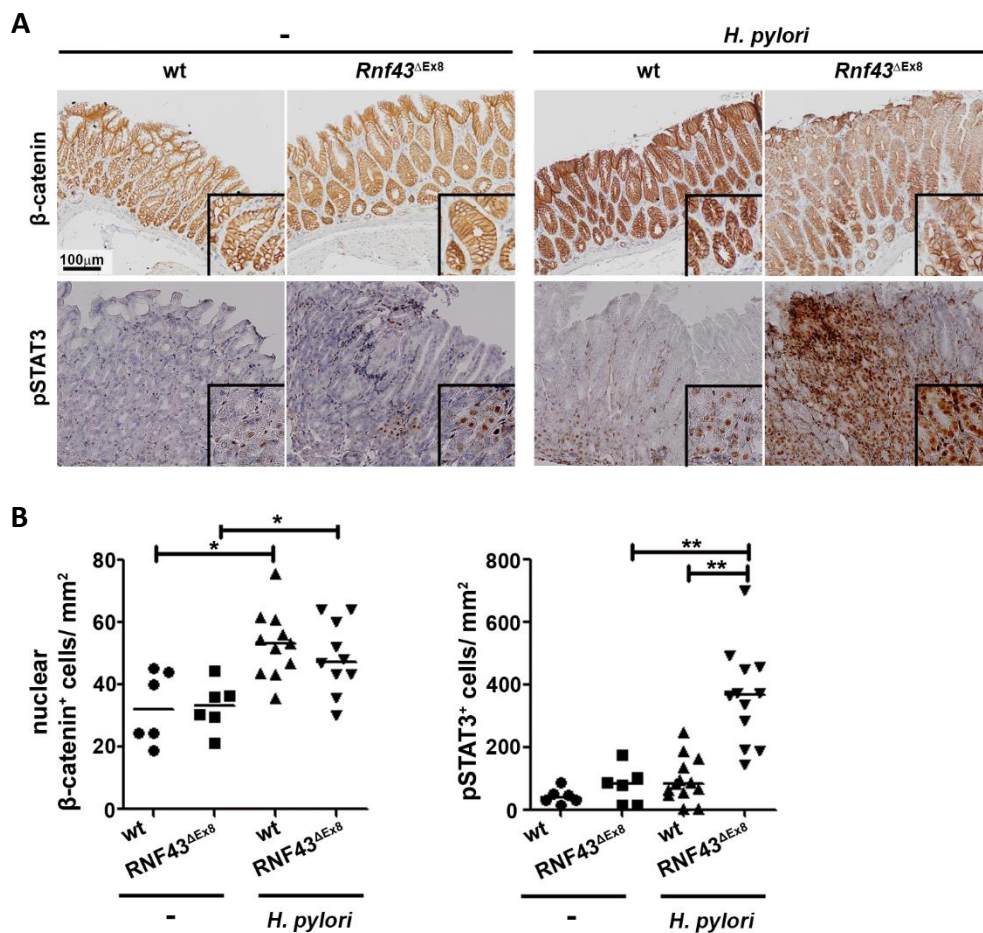 A
-
H. pylori
wt
Rnf43ΔEx8
wt
Rnf43ΔEx8
β-catenin
100μm
pSTAT3
B
nuclear
β-catenin+ cells/ mm2
80
60
40
20
0
*
*
wt
RNF43ΔEx8
wt
RNF43ΔEx8
-
H. pylori
pSTAT3+ cells/ mm2
800
600
400
200
0
**
**
wt
RNF43ΔEx8
wt
RNF43ΔEx8
-
H. pylori